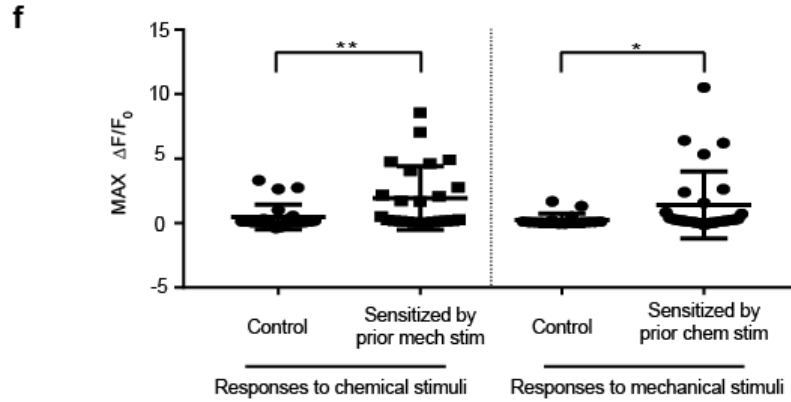 f
15
**
*
10
MAX ΔF/F0
5
0
-5
Control
Sensitized by
prior mech stim
Control
Sensitized by
prior chem stim
Responses to chemical stimuli
Responses to mechanical stimuli